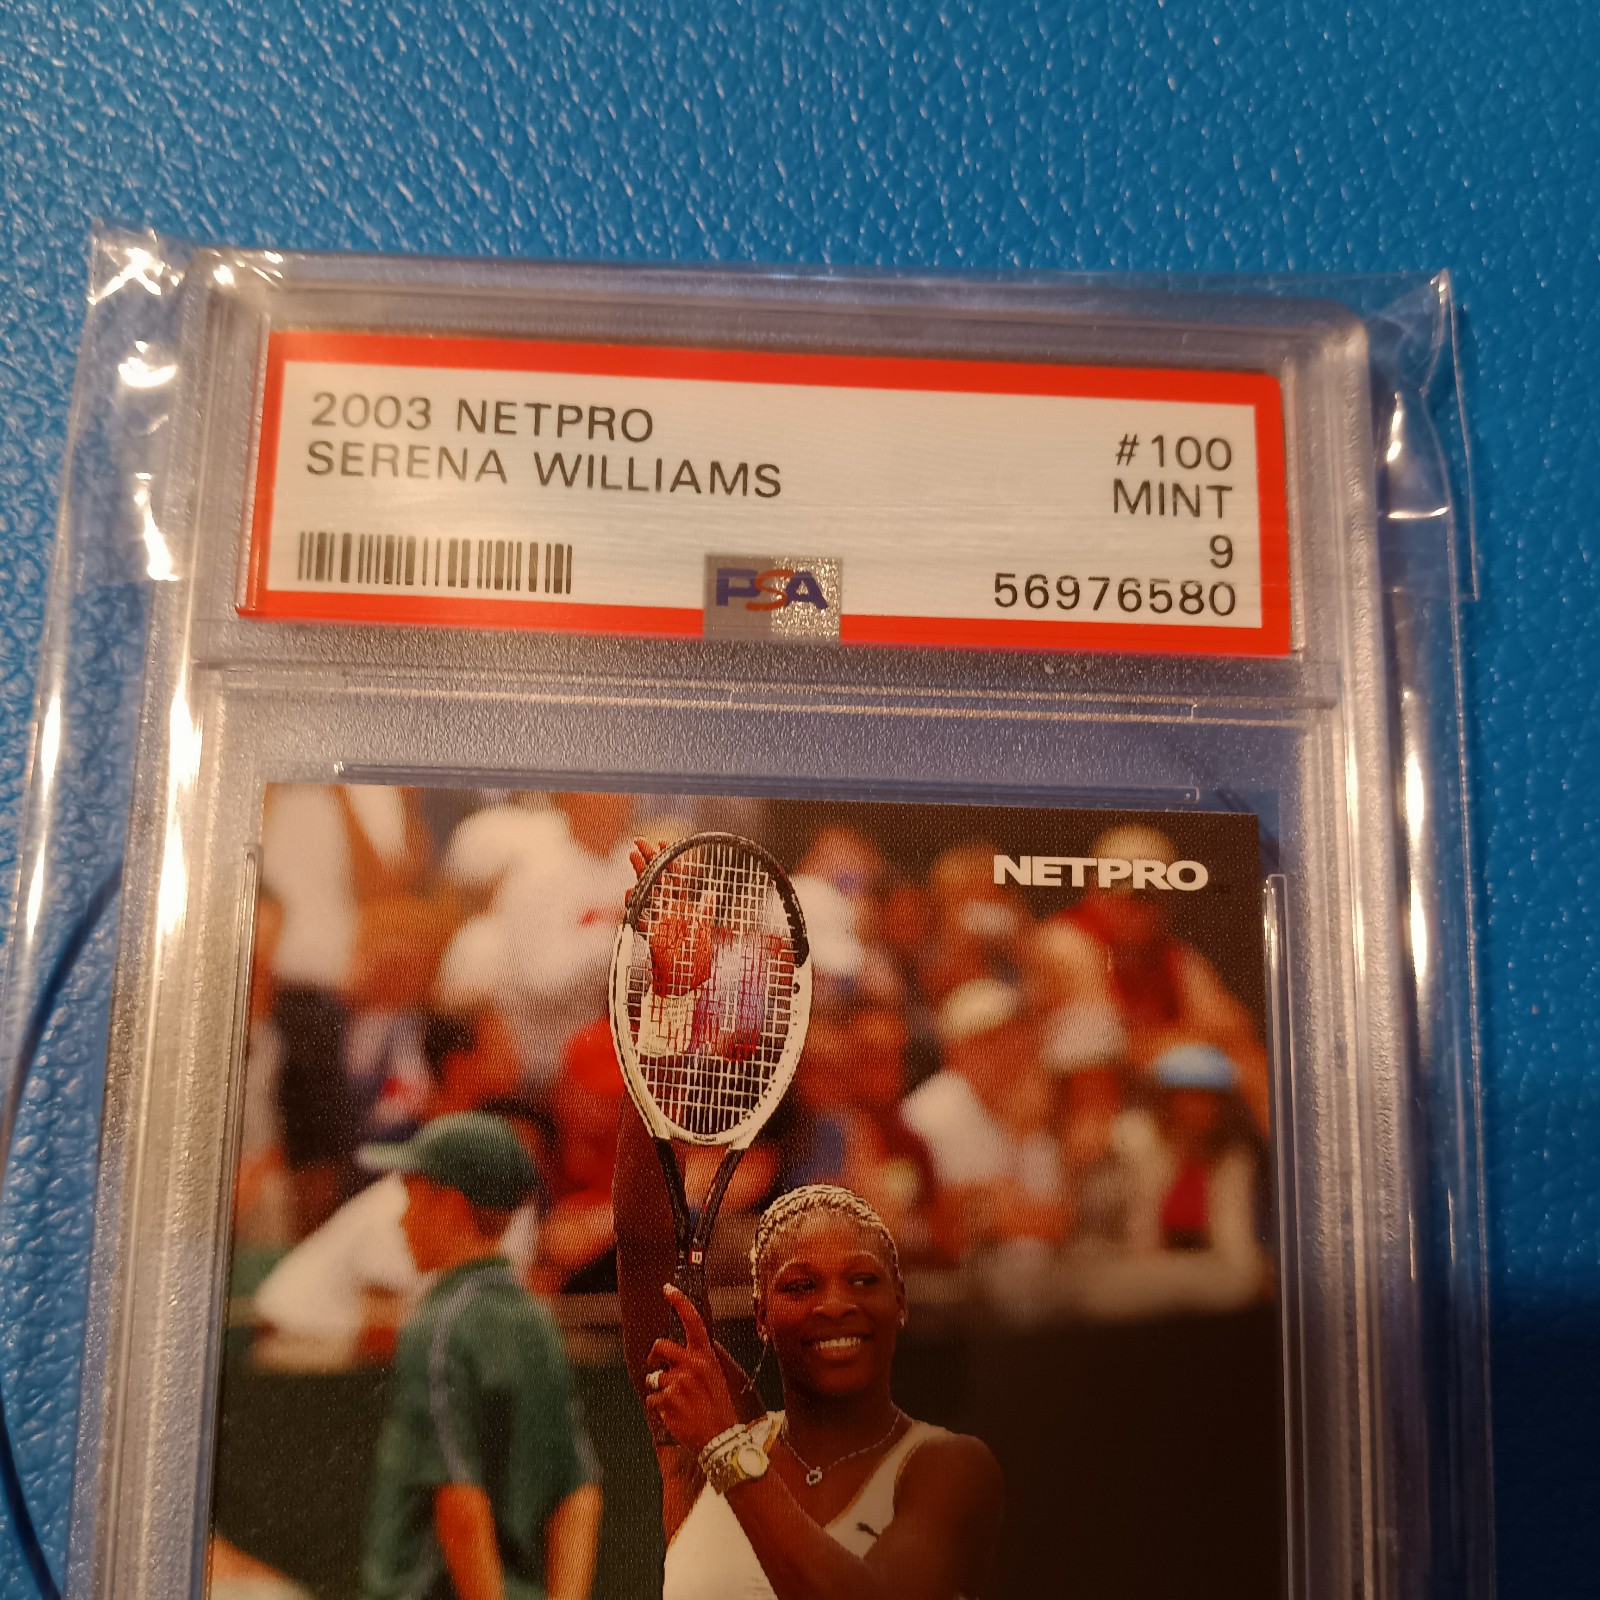 2003 NETPRO
SERENA WILLIAMS
#100
MINT
9
56976580
PSA
NETPRO